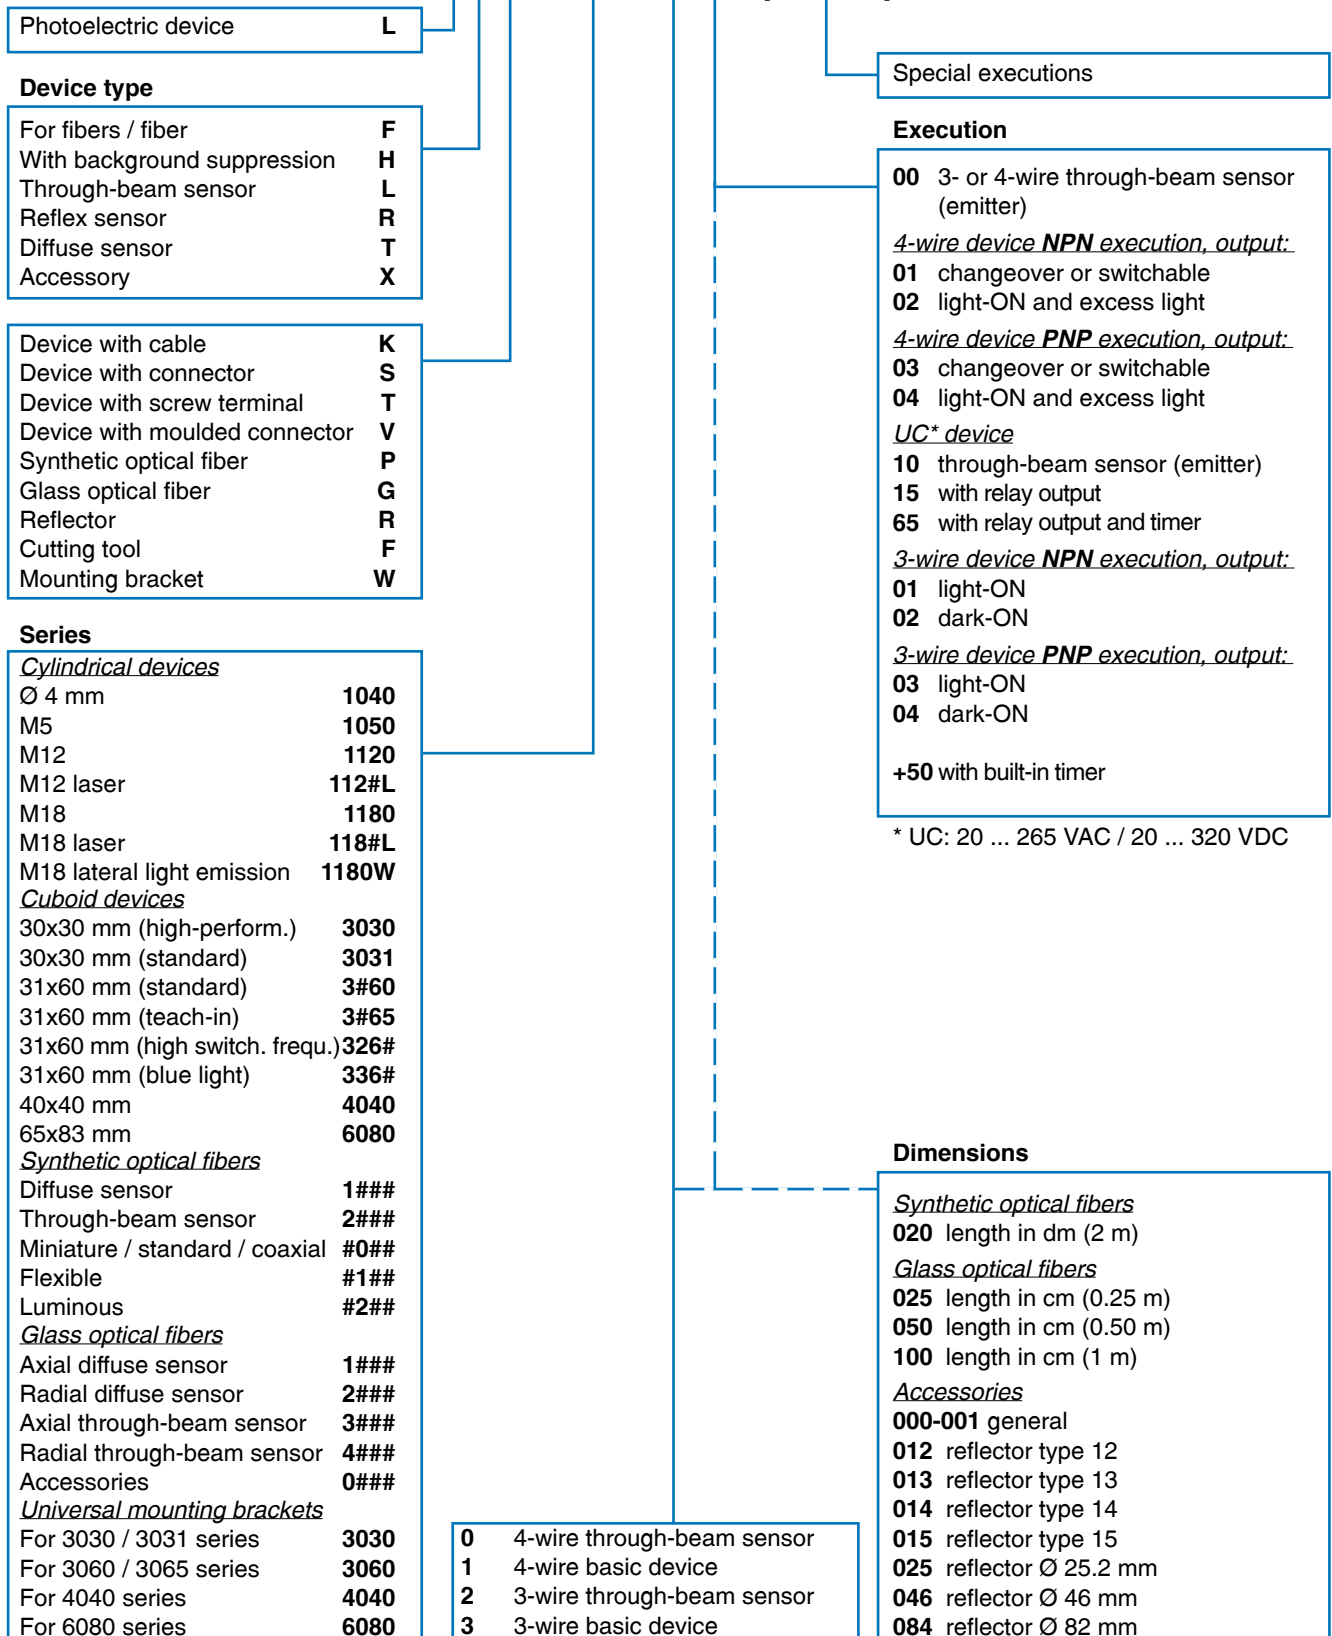 Photoelectric device L
Device type
For fibers / fiber F
With background suppression H
Through-beam sensor L
Reflex sensor R
Diffuse sensor T
Accessory X
Device with cable K
Device with connector S
Device with screw terminal T
Device with moulded connector V
Synthetic optical fiber P
Glass optical fiber G
Reflector R
Cutting tool F
Mounting bracket W
Series
Cylindrical devices
Ø 4 mm 1040
M5 1050
M12 1120
M12 laser 112#L
M18 1180
M18 laser 118#L
M18 lateral light emission 1180W
Cuboid devices
30x30 mm (high-perform.) 3030
30x30 mm (standard) 3031
31x60 mm (standard) 3#60
31x60 mm (teach-in) 3#65
31x60 mm (high switch. frequ.) 326#
31x60 mm (blue light) 336#
40x40 mm 4040
65x83 mm 6080
Synthetic optical fibers
Diffuse sensor 1###
Through-beam sensor 2###
Miniature / standard / coaxial #0##
Flexible #1##
Luminous #2##
Glass optical fibers
Axial diffuse sensor 1###
Radial diffuse sensor 2###
Axial through-beam sensor 3###
Radial through-beam sensor 4###
Accessories 0###
Universal mounting brackets
For 3030 / 3031 series 3030
For 3060 / 3065 series 3060
For 4040 series 4040
For 6080 series 6080
0 4-wire through-beam sensor
1 4-wire basic device
2 3-wire through-beam sensor
3 3-wire basic device
Special executions
Execution
00 3- or 4-wire through-beam sensor
(emitter)
4-wire device NPN execution, output:
01 changeover or switchable
02 light-ON and excess light
4-wire device PNP execution, output:
03 changeover or switchable
04 light-ON and excess light
UC* device
10 through-beam sensor (emitter)
15 with relay output
65 with relay output and timer
3-wire device NPN execution, output:
01 light-ON
02 dark-ON
3-wire device PNP execution, output:
03 light-ON
04 dark-ON
+50 with built-in timer
* UC: 20 ... 265 VAC / 20 ... 320 VDC
Dimensions
Synthetic optical fibers
020 length in dm (2 m)
Glass optical fibers
025 length in cm (0.25 m)
050 length in cm (0.50 m)
100 length in cm (1 m)
Accessories
000-001 general
012 reflector type 12
013 reflector type 13
014 reflector type 14
015 reflector type 15
025 reflector Ø 25.2 mm
046 reflector Ø 46 mm
084 reflector Ø 82 mm